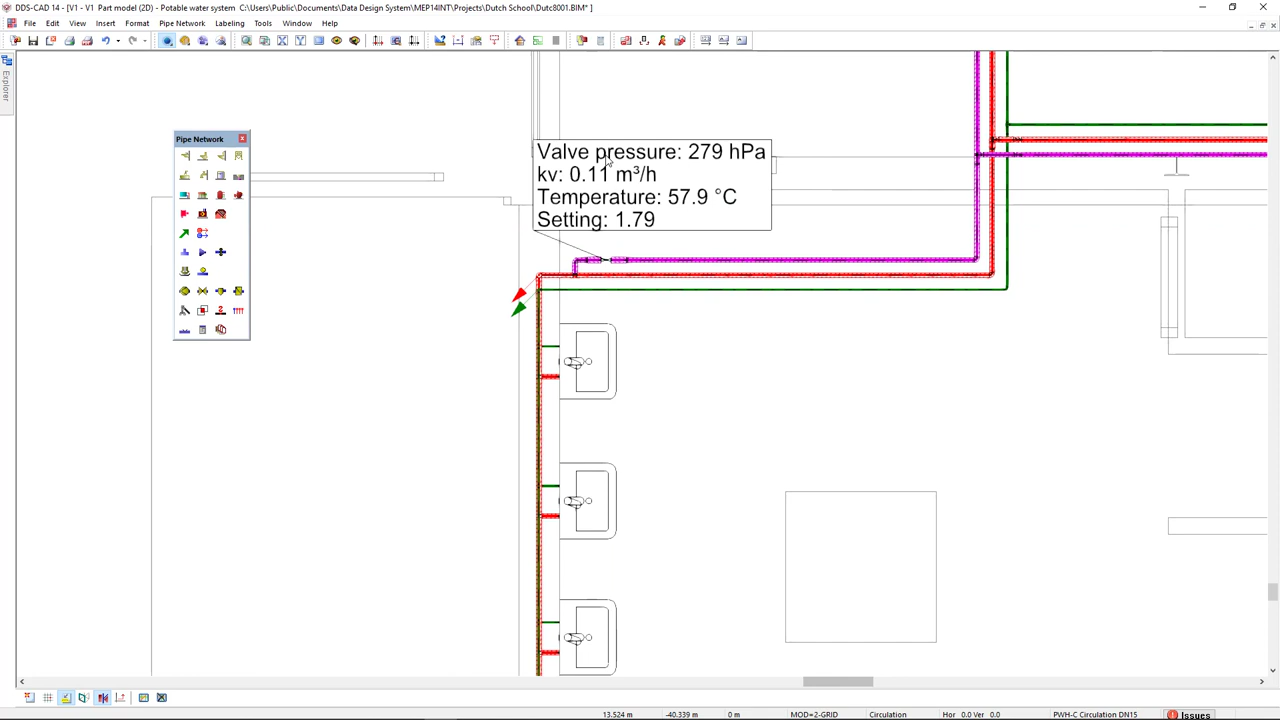 DDS-CAD 14 - [V1 - V1 Part model (2D) - Potable water system C:\Users\Public\Documents\Data Design System\MEP14INT\Projects\Dutch School\Dutc8001.BIM* ]
File Edit View Insert Format Pipe Network Labeling Tools Window Help
Explorer
Pipe Network
Valve pressure: 279 hPa
kv: 0.11 m³/h
Temperature: 57.9 °C
Setting: 1.79
13.524 m -40.339 m 0 m MOD=2-GRID Circulation Hor 0.0 Ver 0.0 PWH-C Circulation DN15 Issues